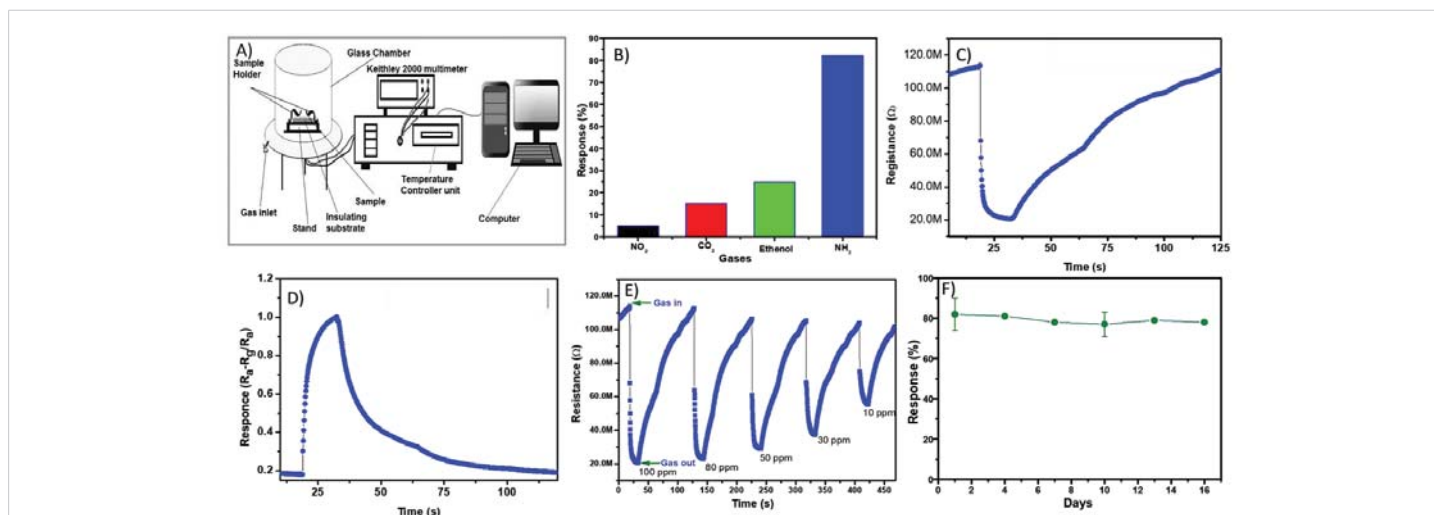 A)
Glass Chamber
Sample
Holder
Keithley 2000 multimeter
Temperature
Controller unit
Sample
Gas inlet
Insulating
substrate
Stand
Computer
B)
Response (%)
90
80
70
60
50
40
30
20
10
0
NO2
CO2
Ethenol
NH3
Gases
C)
Registance (Ω)
120.0M
100.0M
80.0M
60.0M
40.0M
20.0M
25
50
75
100
125
Time (s)
D)
Responce (Ra-Rg/Ra)
1.2
1.0
0.8
0.6
0.4
0.2
25
50
75
100
Time (s)
E)
Gas in
Resistance (Ω)
120.0M
100.0M
80.0M
60.0M
40.0M
20.0M
Gas out
100 ppm
80 ppm
50 ppm
30 ppm
10 ppm
0
50
100
150
200
250
300
350
400
450
Time (s)
F)
Response (%)
100
80
60
40
20
0
0
2
4
6
8
10
12
14
16
Days